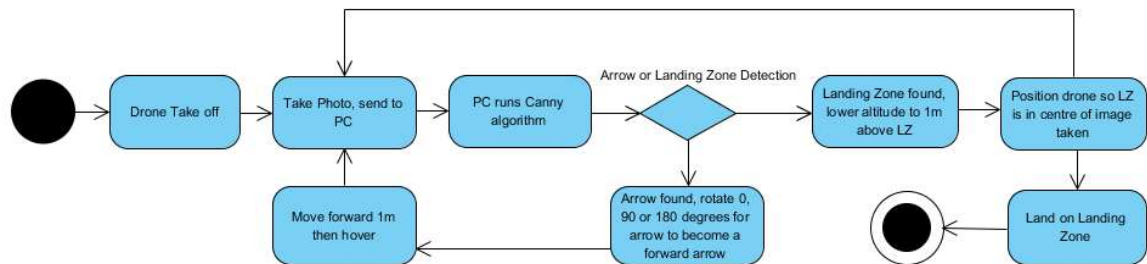 Drone Take off
Take Photo, send to
PC
PC runs Canny
algorithm
Arrow or Landing Zone Detection
Landing Zone found,
lower altitude to 1m
above LZ
Position drone so LZ
is in centre of image
taken
Move forward 1m
then hover
Arrow found, rotate 0,
90 or 180 degrees for
arrow to become a
forward arrow
Land on Landing
Zone